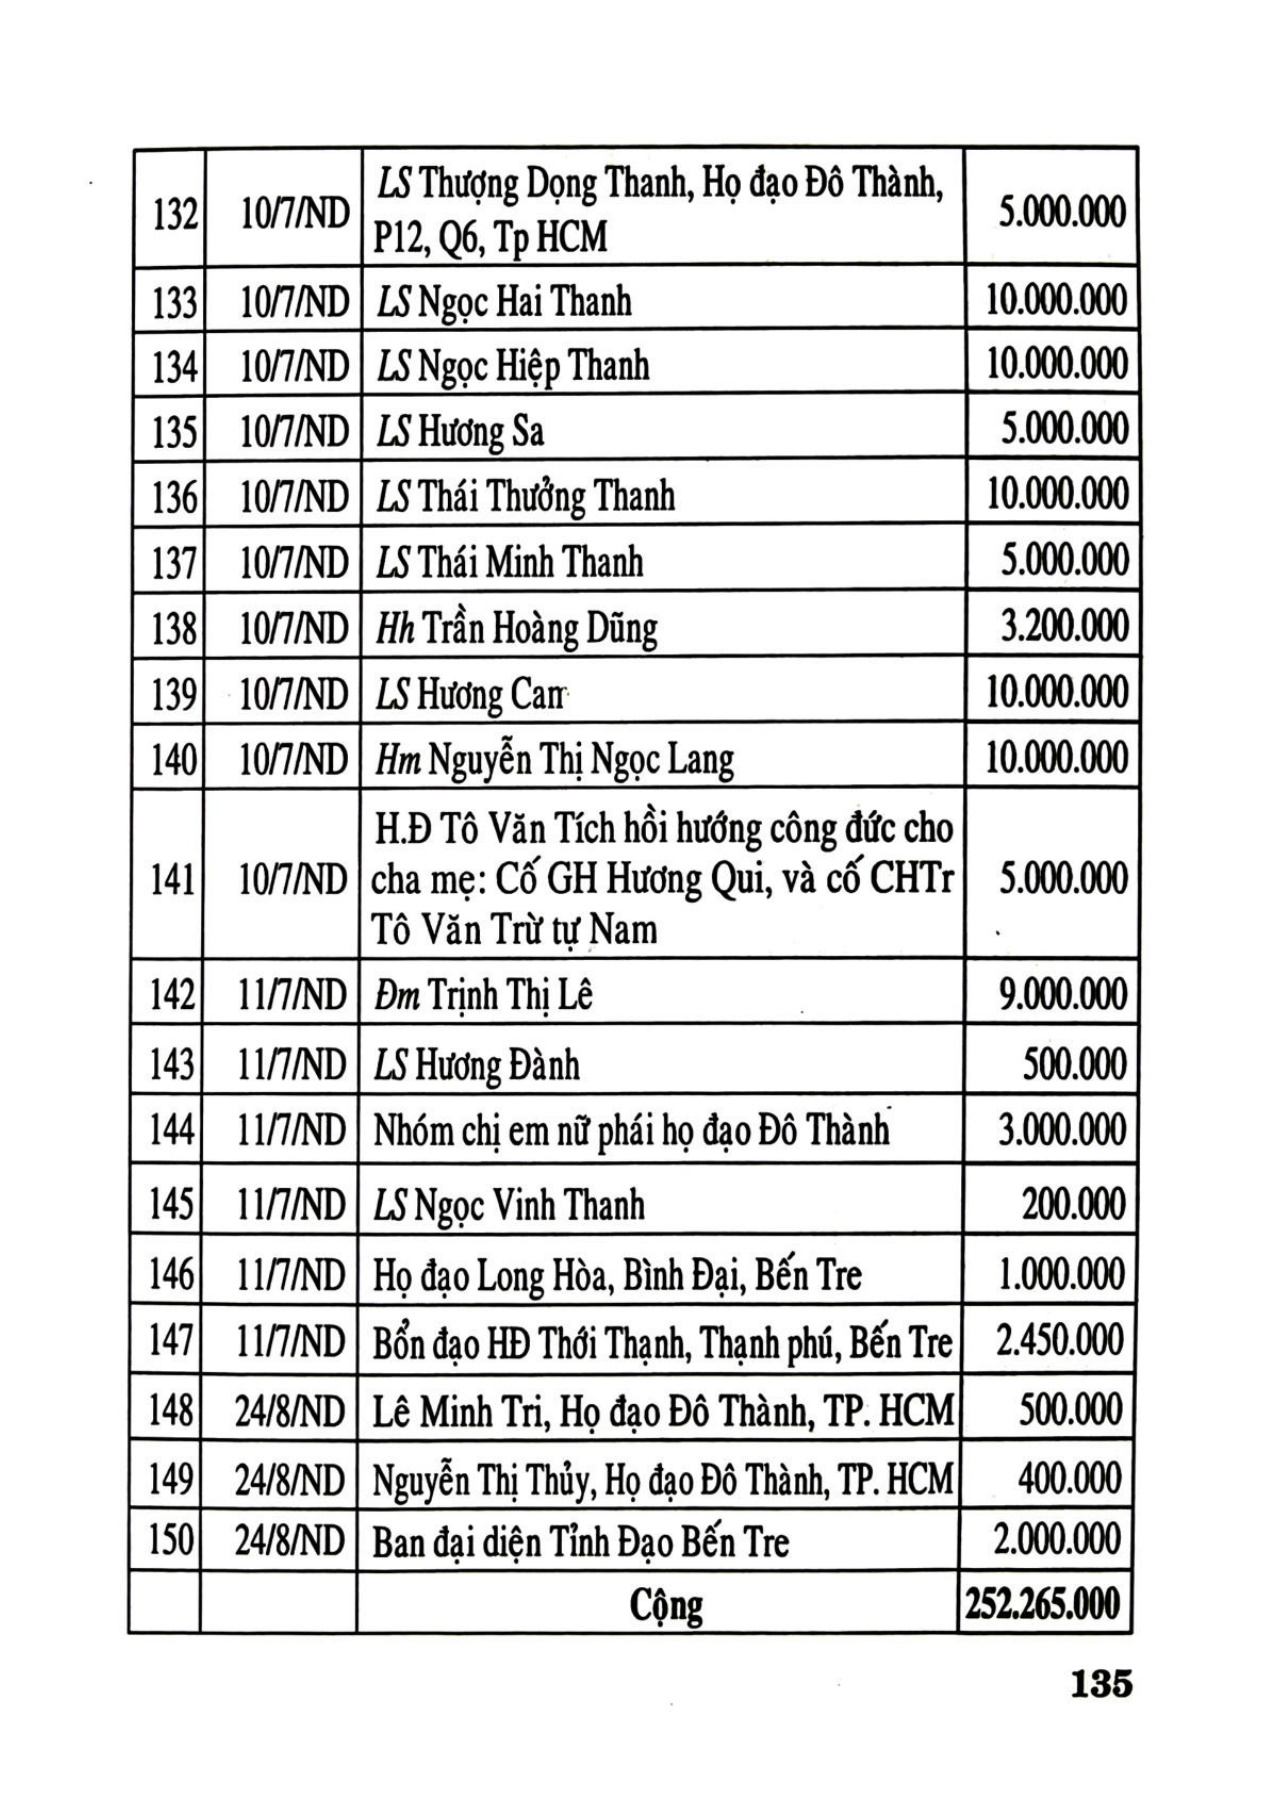 132 10/7/ND LS Thượng Dọng Thanh, Họ đạo Đô Thành, 5.000.000
P12, Q6, Tp HCM
133 10/7/ND LS Ngọc Hai Thanh 10.000.000
134 10/7/ND LS Ngọc Hiệp Thanh 10.000.000
135 10/7/ND LS Hương Sa 5.000.000
136 10/7/ND LS Thái Thưởng Thanh 10.000.000
137 10/7/ND LS Thái Minh Thanh 5.000.000
138 10/7/ND Hh Trần Hoàng Dũng 3.200.000
139 10/7/ND LS Hương 10.000.000
140 10/7/ND Hm Nguyễn Thị Ngọc Lang 10.000.000
H.Đ Tô Văn Tích hồi hướng công đức cho
141 10/7/ND cha mẹ: Cố GH Hương Qui, và cố CHTr 5.000.000
Tô Văn Trừ tự Nam
142 11/7/ND Đm Trịnh Thị Lê 9.000.000
143 11/7/ND LS Hương Đành 500.000
144 11/7/ND Nhóm chị em nữ phái họ đạo Đô Thành 3.000.000
145 11/7/ND LS Ngọc Vinh Thanh 200.000
146 11/7/ND Họ đạo Long Hòa, Bình Đại, Bến Tre 1.000.000
147 11/7/ND Bổn đạo HĐ Thới Thạnh, Thạnh phú, Bến Tre 2.450.000
148 24/8/ND Lê Minh Tri, Họ đạo Đô Thành, TP. HCM 500.000
149 24/8/ND Nguyễn Thị Thủy, Họ đạo Đô Thành, TP. HCM 400.000
150 24/8/ND Ban đại diện Tỉnh Đạo Bến Tre 2.000.000
Cộng 252.265.000
135